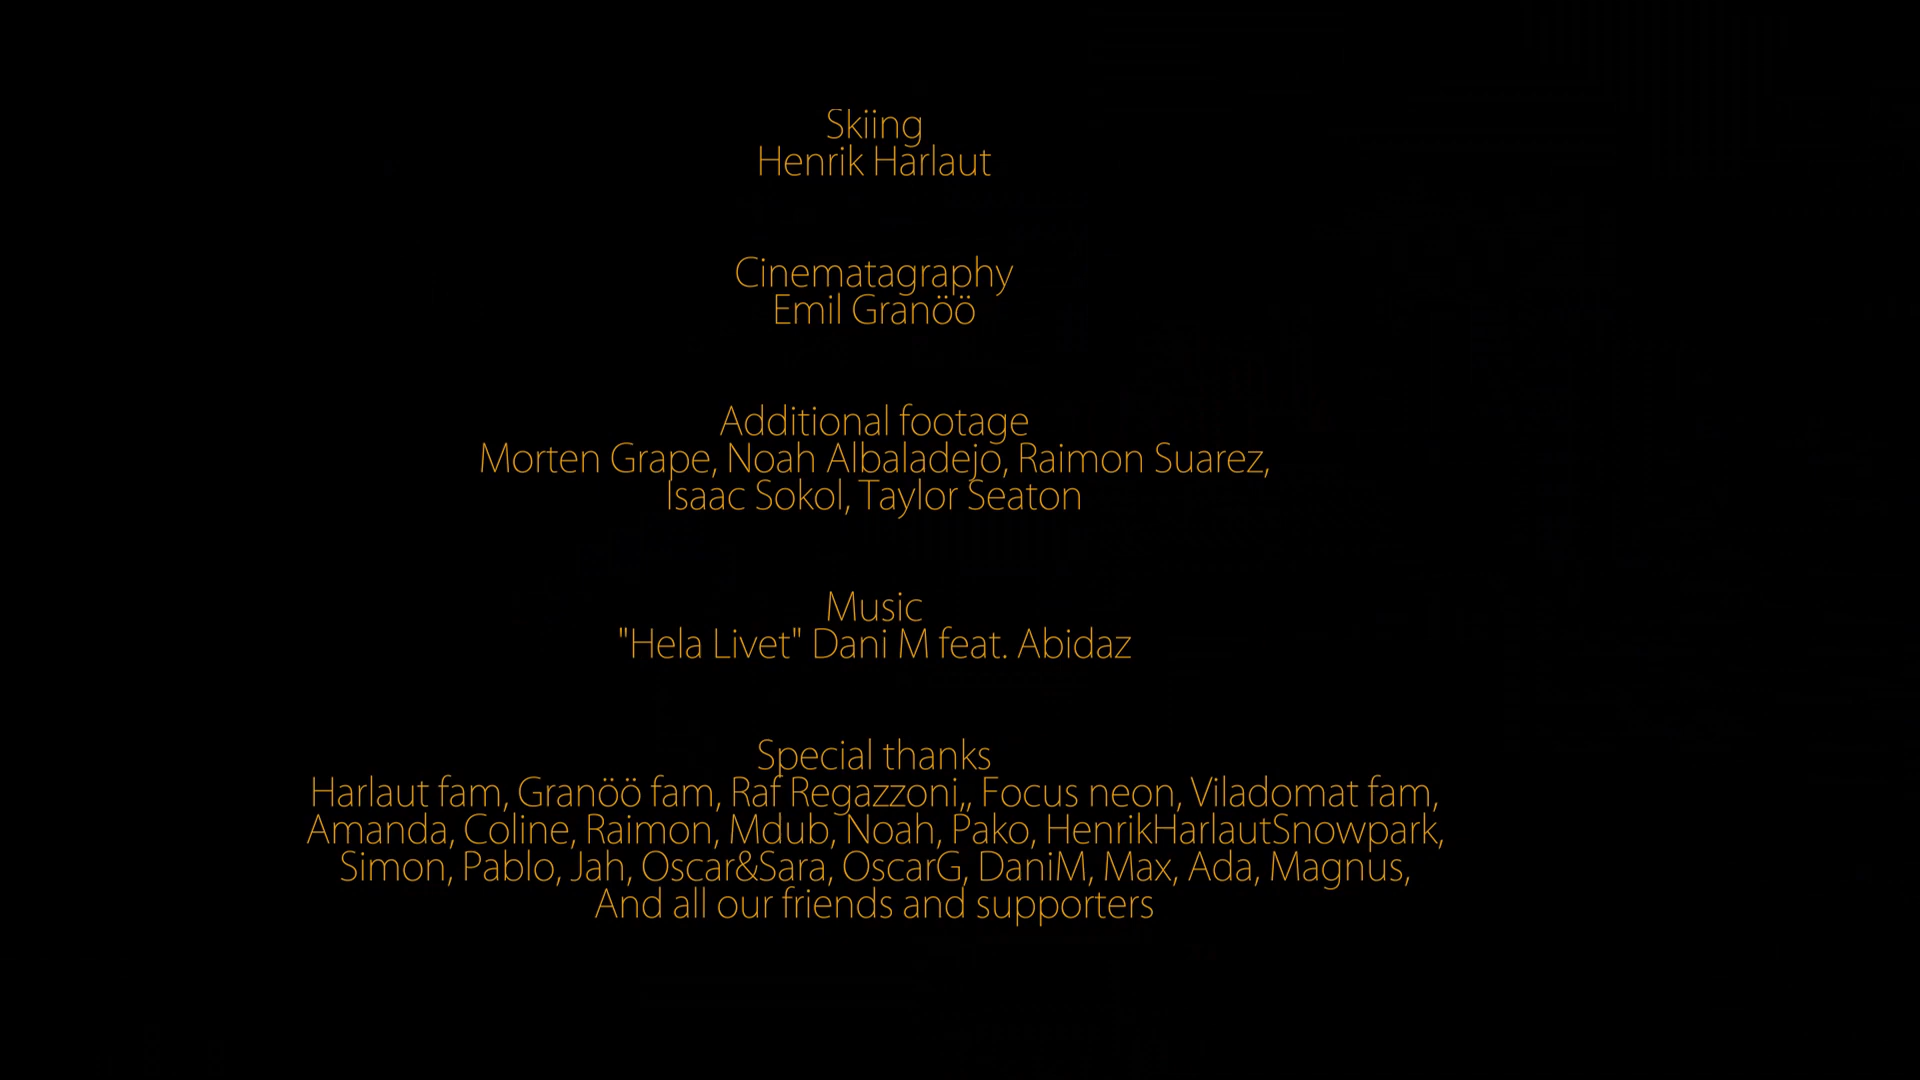 Skiing
Henrik Harlaut
Cinematagraphy
Emil Granöö
Additional footage
Morten Grape, Noah Albaladejo, Raimon Suarez,
Isaac Sokol, Taylor Seaton
Music
"Hela Livet" Dani M feat. Abidaz
Special thanks
Harlaut fam, Granöö fam, Raf Regazzoni,, Focus neon, Viladomat fam,
Amanda, Coline, Raimon, Mdub, Noah, Pako, HenrikHarlautSnowpark,
Simon, Pablo, Jah, Oscar&Sara, OscarG, DaniM, Max, Ada, Magnus,
And all our friends and supporters